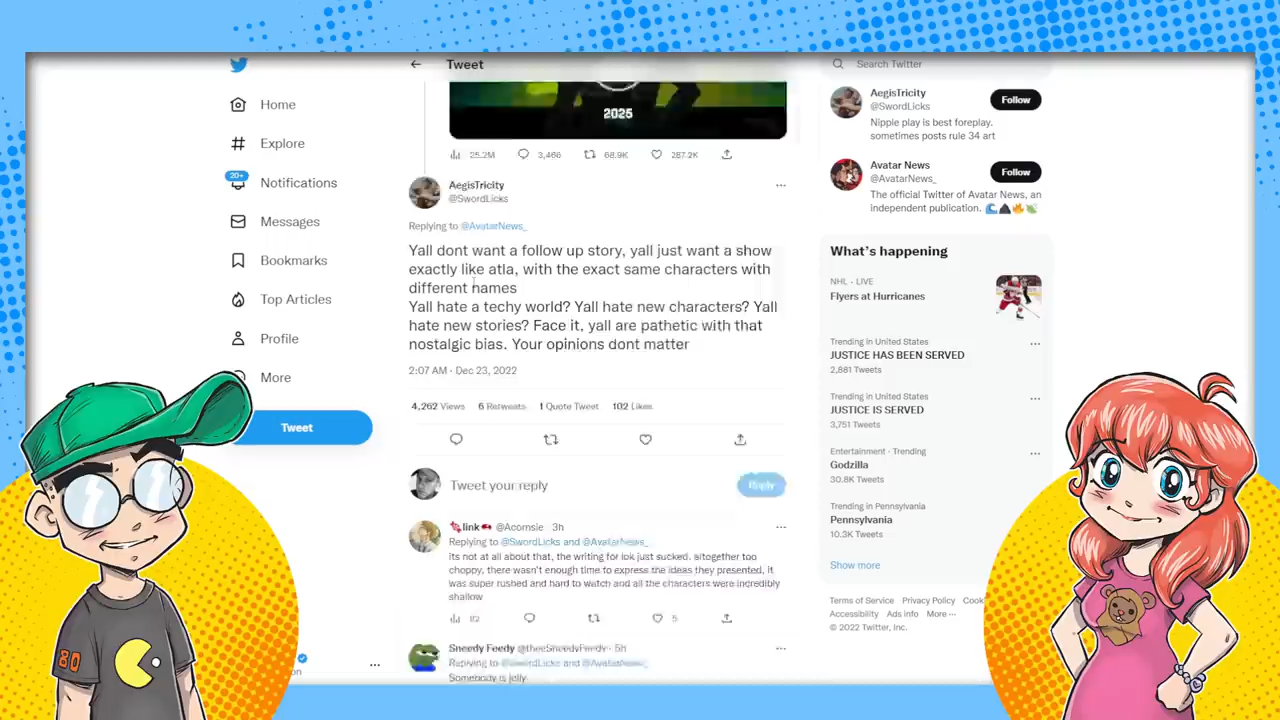 Tweet
Search Twitter
2025
25.2M 3,466 68.9K 287.2K
Home
Explore
20+
Notifications
Messages
Bookmarks
Top Articles
Profile
More
Tweet
AegisTricity
@SwordLicks
Replying to @AvatarNews_
Yall dont want a follow up story, yall just want a show
exactly like atla, with the exact same characters with
different names
Yall hate a techy world? Yall hate new characters? Yall
hate new stories? Face it, yall are pathetic with that
nostalgic bias. Your opinions dont matter
2:07 AM · Dec 23, 2022
4,262 Views 6 Retweets 1 Quote Tweet 102 Likes
Tweet your reply
Reply
link @Acornsie · 3h
Replying to @SwordLicks and @AvatarNews_
Its not at all about that, the writing for lok just sucked. altogether too
choppy, there wasn't enough time to express the ideas they presented, it
was super rushed and hard to watch and all the characters were incredibly
shallow
82 5
Sneedy Feedy @theeSneedyFeedy · 5h
Replying to @SwordLicks and @AvatarNews_
Somebody is jelly
AegisTricity
@SwordLicks
Follow
Nipple play is best foreplay.
sometimes posts rule 34 art
Avatar News
@AvatarNews_
Follow
The official Twitter of Avatar News, an
independent publication.
What's happening
NHL · LIVE
Flyers at Hurricanes
Trending in United States
JUSTICE HAS BEEN SERVED
2,881 Tweets
Trending in United States
JUSTICE IS SERVED
3,751 Tweets
Entertainment · Trending
Godzilla
30.8K Tweets
Trending in Pennsylvania
Pennsylvania
10.3K Tweets
Show more
Terms of Service Privacy Policy Cook
Accessibility Ads info More ···
© 2022 Twitter, Inc.
80